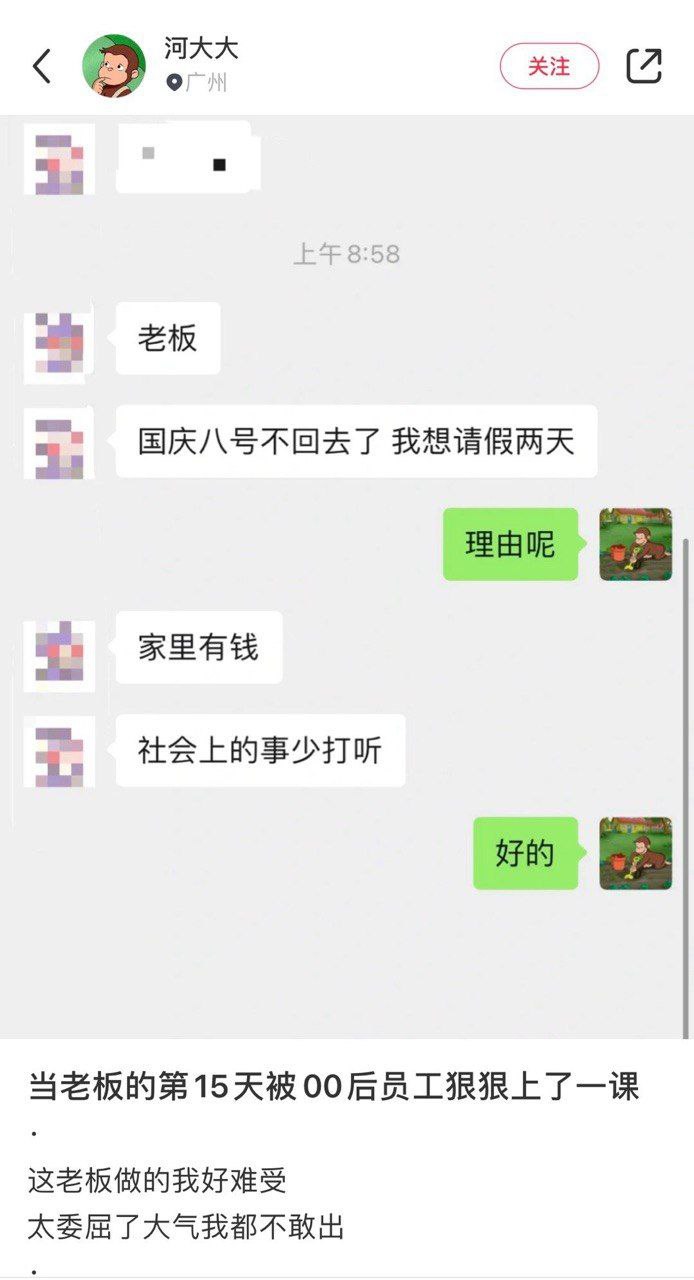 河大大
广州
关注
上午8:58
老板
国庆八号不回去了 我想请假两天
理由呢
家里有钱
社会上的事少打听
好的
当老板的第15天被00后员工狠狠上了一课
.
这老板做的我好难受
太委屈了大气我都不敢出
.